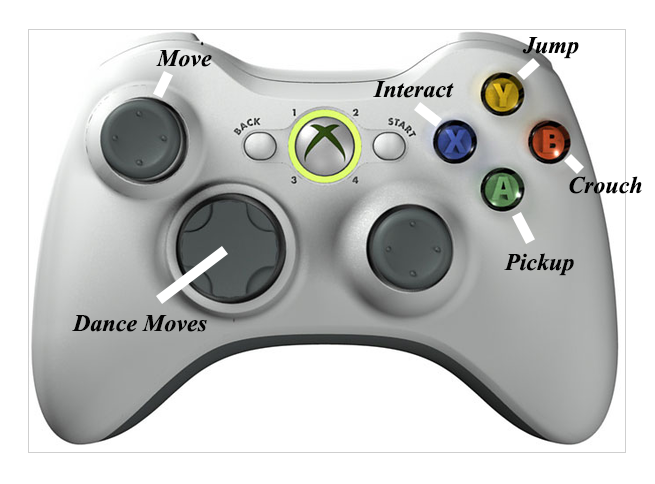 Jump
Move
Interact
Y
1 2
BACK START
X B
3 4
A
Crouch
Pickup
Dance Moves